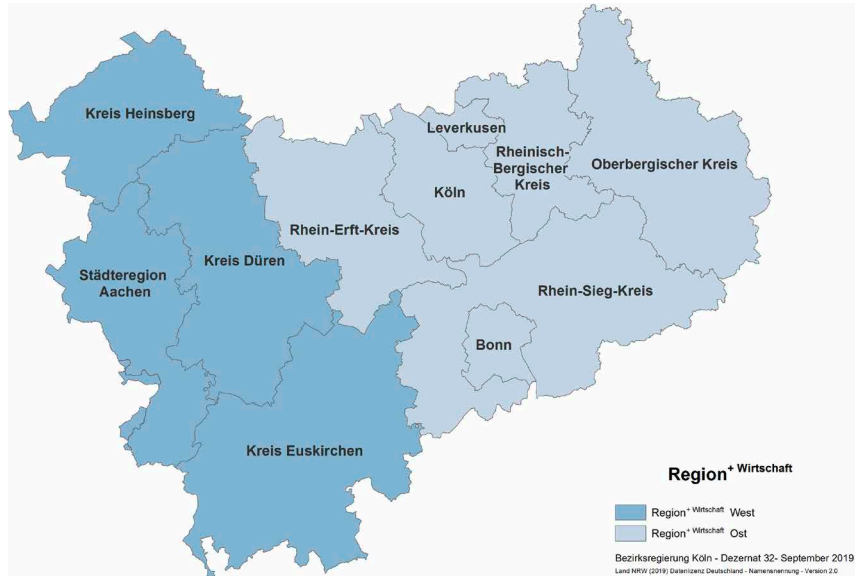 Kreis Heinsberg
Leverkusen
Rheinisch-
Bergischer
Kreis
Oberbergischer Kreis
Köln
Rhein-Erft-Kreis
Kreis Düren
Städteregion
Aachen
Rhein-Sieg-Kreis
Bonn
Kreis Euskirchen
Region+ Wirtschaft
Region+ Wirtschaft West
Region+ Wirtschaft Ost
Bezirksregierung Köln - Dezernat 32- September 2019
Land NRW (2019) Datenlizenz Deutschland - Namensnennung - Version 2.0